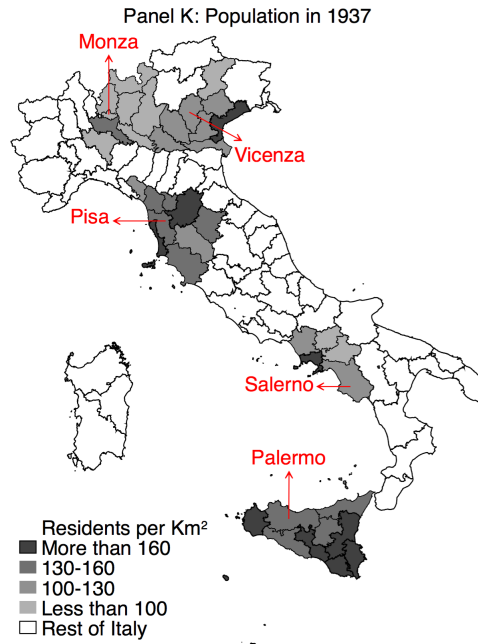 Panel K: Population in 1937
Monza
Vicenza
Pisa
Salerno
Palermo
Residents per Km²
More than 160
130-160
100-130
Less than 100
Rest of Italy